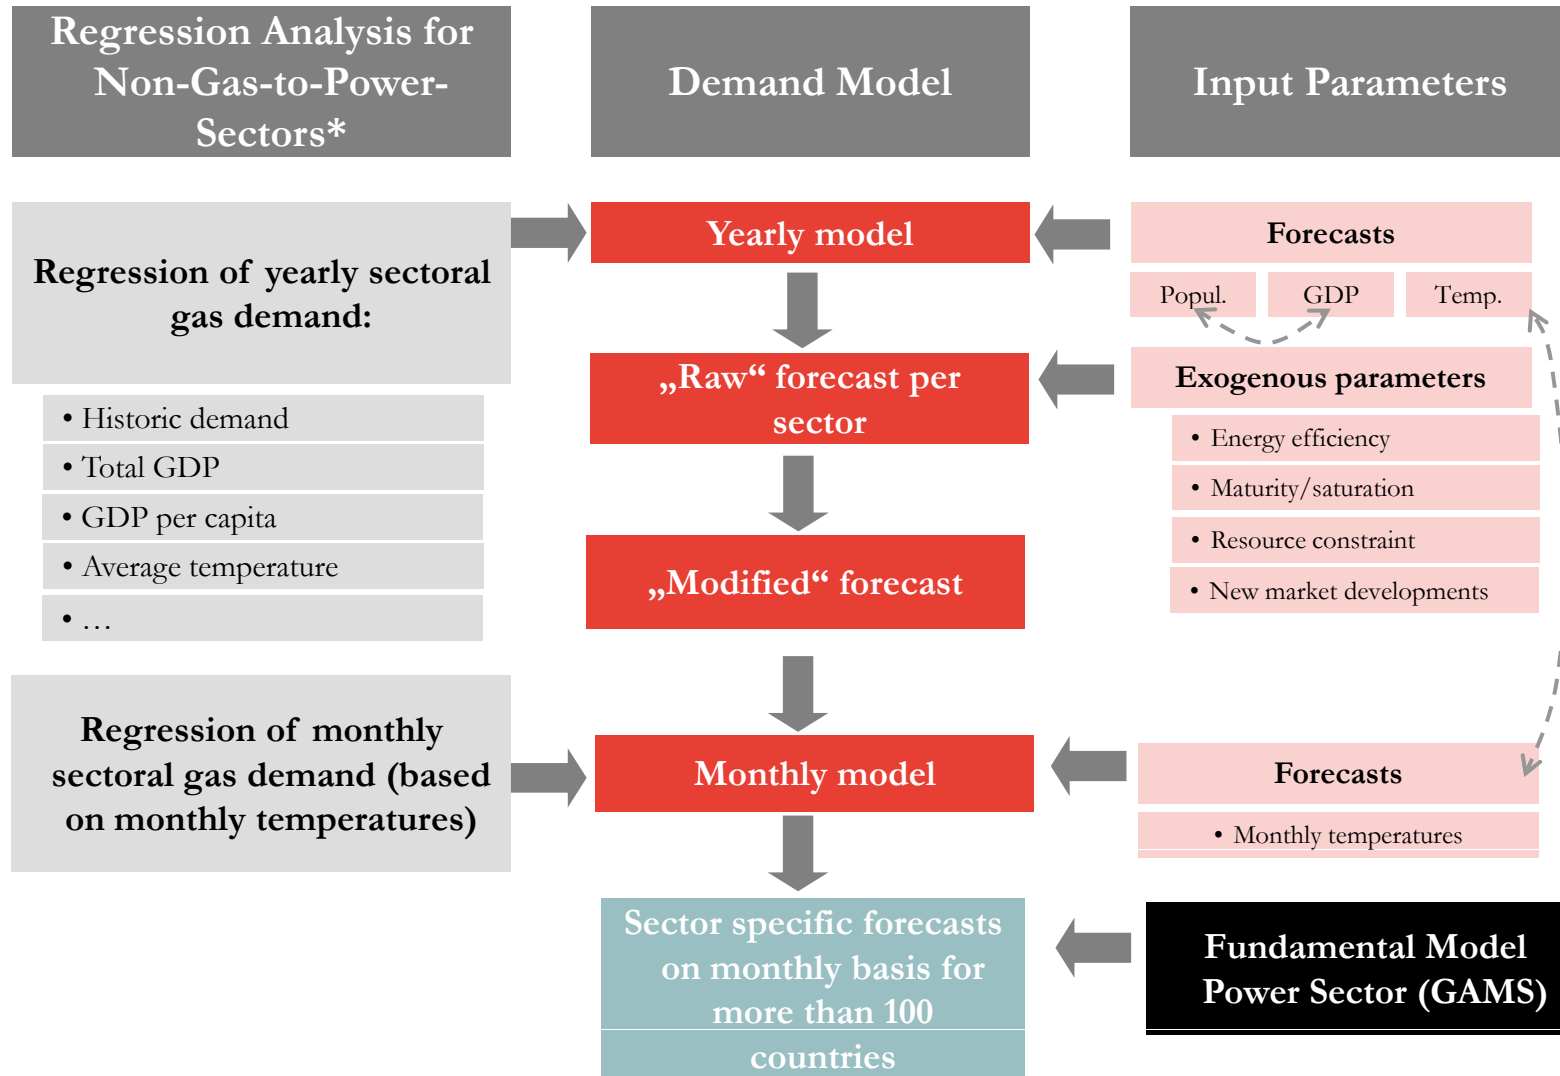 Regression Analysis for
Non-Gas-to-Power-
Sectors*
Demand Model
Input Parameters
Regression of yearly sectoral
gas demand:
• Historic demand
• Total GDP
• GDP per capita
• Average temperature
• …
Regression of monthly
sectoral gas demand (based
on monthly temperatures)
Yearly model
„Raw“ forecast per
sector
„Modified“ forecast
Monthly model
Sector specific forecasts
on monthly basis for
more than 100
countries
Forecasts
Popul.
GDP
Temp.
Exogenous parameters
• Energy efficiency
• Maturity/saturation
• Resource constraint
• New market developments
Forecasts
• Monthly temperatures
Fundamental Model
Power Sector (GAMS)